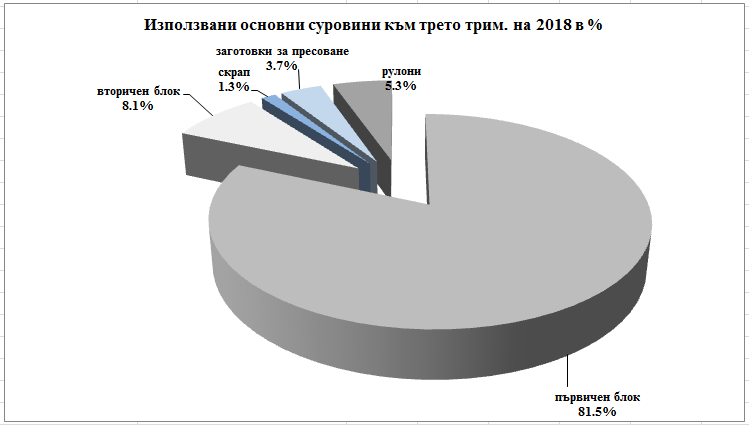 Използвани основни суровини към трето трим. на 2018 в %
заготовки за пресоване
3.7%
скрап
1.3%
рулони
5.3%
вторичен блок
8.1%
първичен блок
81.5%